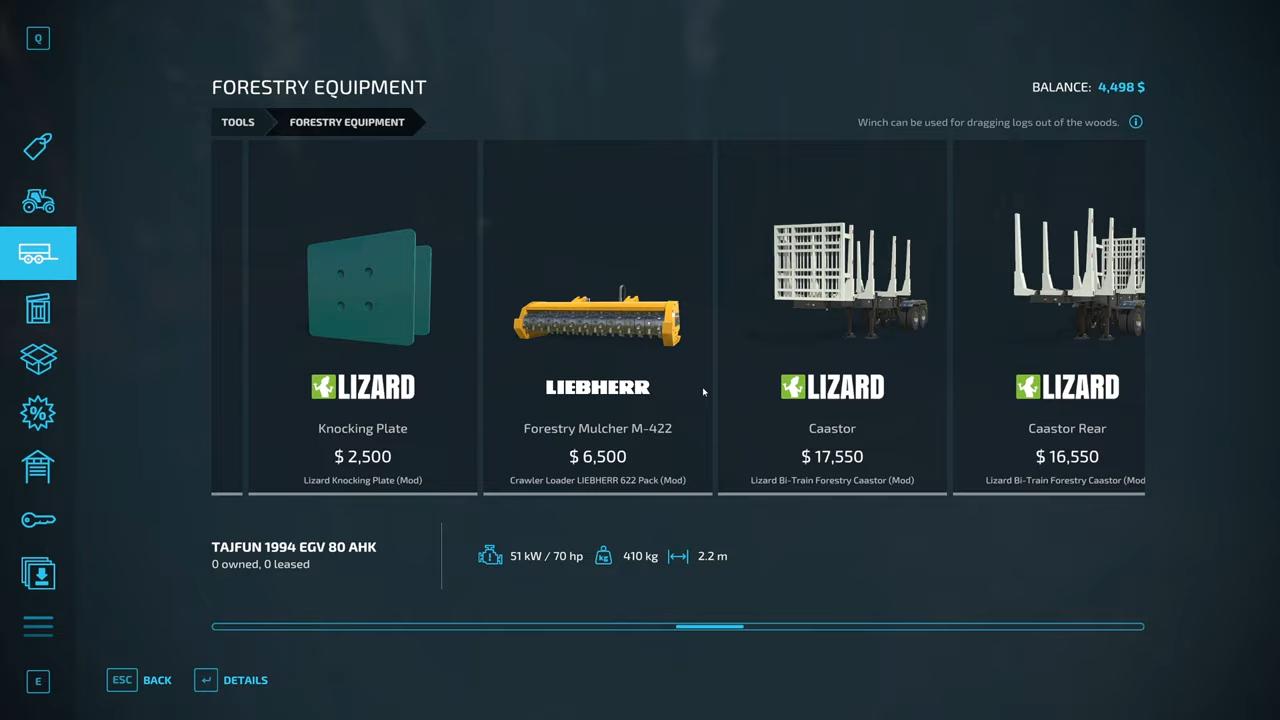 Q
FORESTRY EQUIPMENT
BALANCE: 4,498 $
TOOLS
FORESTRY EQUIPMENT
Winch can be used for dragging logs out of the woods.
LIZARD
Knocking Plate
$ 2,500
Lizard Knocking Plate (Mod)
LIEBHERR
Forestry Mulcher M-422
$ 6,500
Crawler Loader LIEBHERR 622 Pack (Mod)
LIZARD
Caastor
$ 17,550
Lizard Bi-Train Forestry Caastor (Mod)
LIZARD
Caastor Rear
$ 16,550
Lizard Bi-Train Forestry Caastor (Mod
TAJFUN 1994 EGV 80 AHK
0 owned, 0 leased
51 kW / 70 hp
kg
410 kg
2.2 m
E
ESC BACK
DETAILS